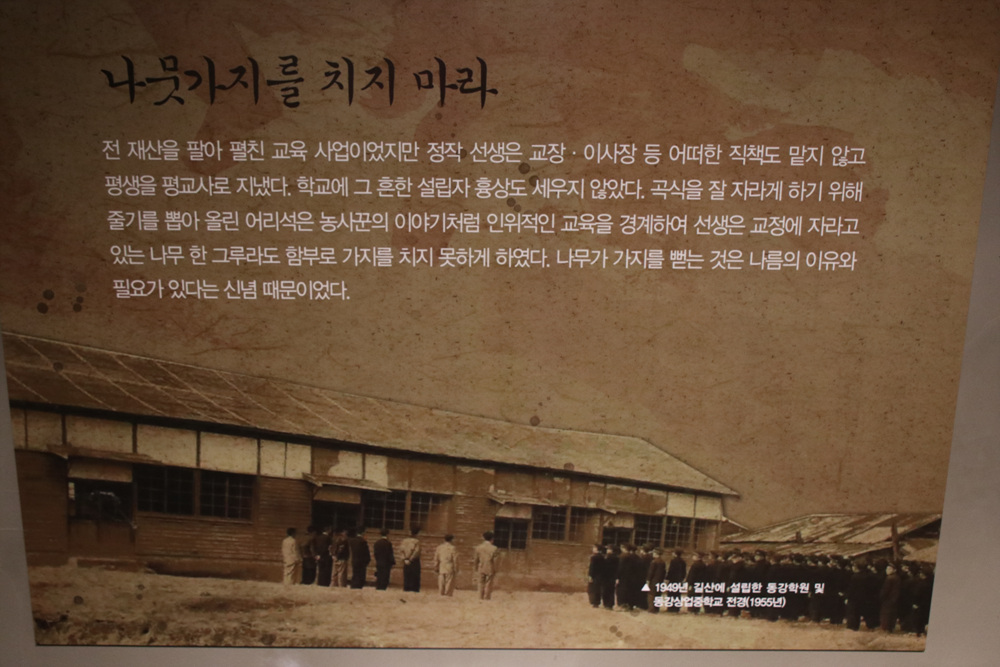 나뭇가지를 치지 마라
전 재산을 팔아 펼친 교육 사업이었지만 정작 선생은 교장·이사장 등 어떠한 직책도 맡지 않고
평생을 평교사로 지냈다. 학교에 그 흔한 설립자 흉상도 세우지 않았다. 곡식을 잘 자라게 하기 위해
줄기를 뽑아 올린 어리석은 농사꾼의 이야기처럼 인위적인 교육을 경계하여 선생은 교정에 자라고
있는 나무 한 그루라도 함부로 가지를 치지 못하게 하였다. 나무가 가지를 뻗는 것은 나름의 이유와
필요가 있다는 신념 때문이었다.
▲ 1949년 길산에 설립한 동강학원 및
동강상업중학교 전경(1955년)